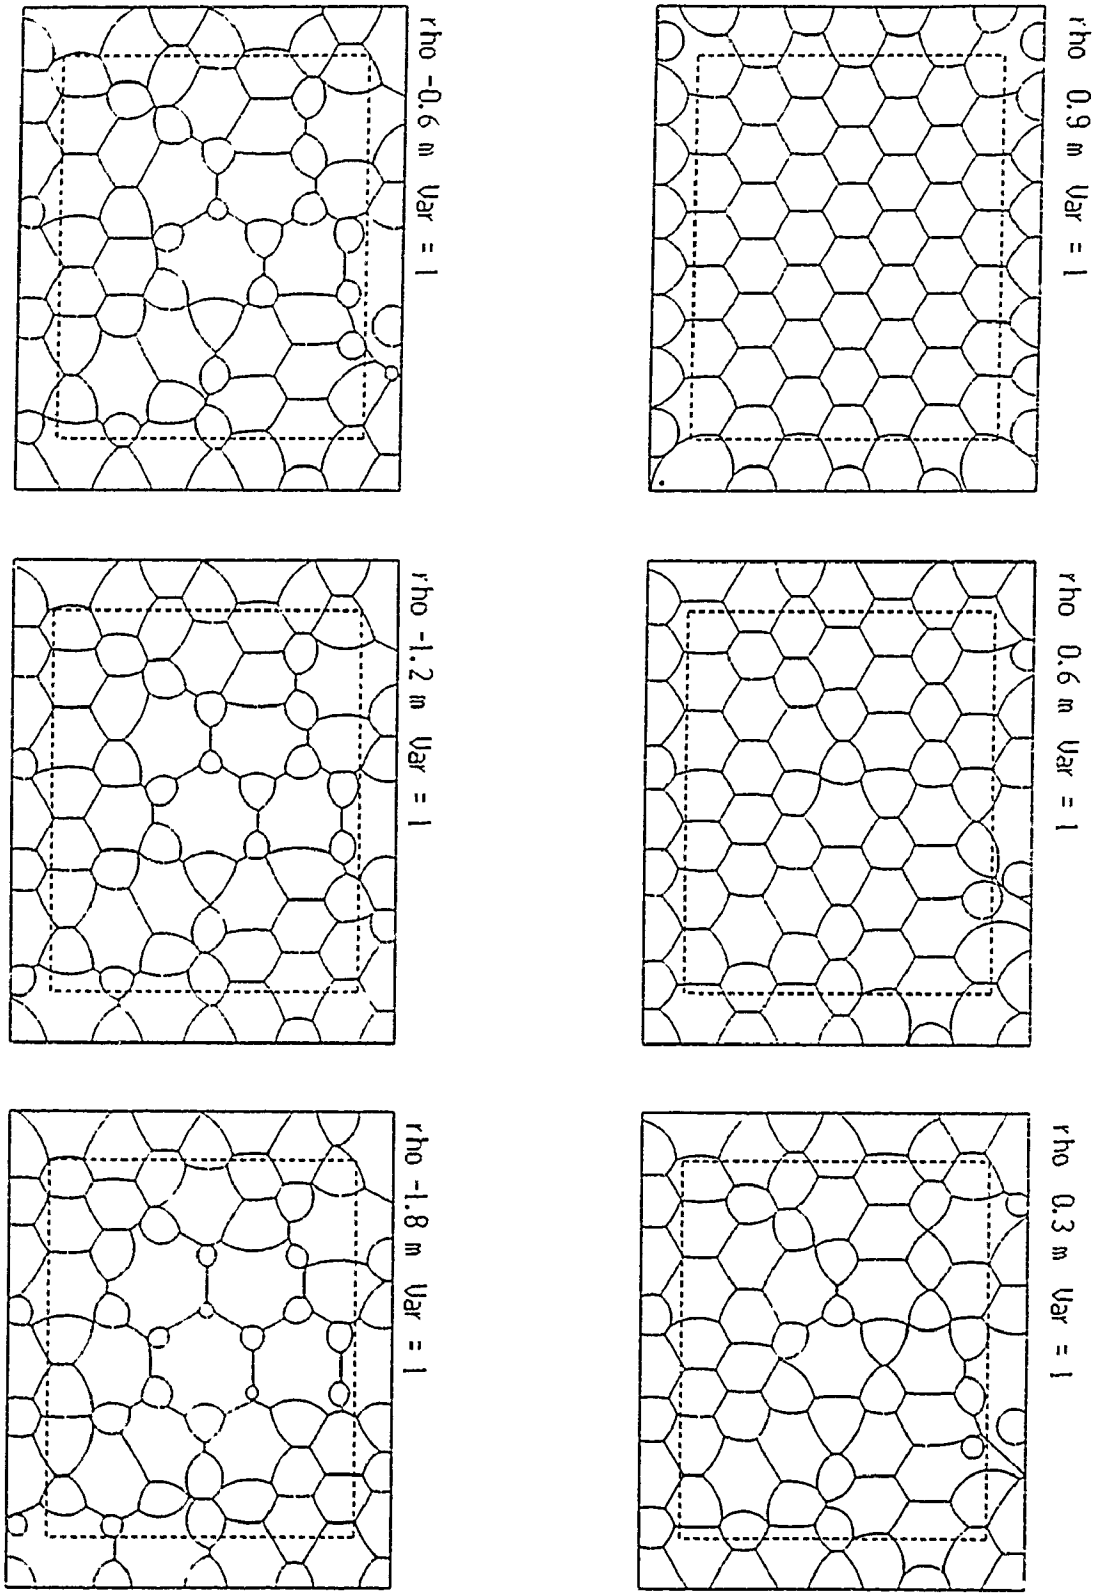 rho 0.9 m Var = 1
rho 0.6 m Var = 1
rho 0.3 m Var = 1
rho -0.6 m Var = 1
rho -1.2 m Var = 1
rho -1.8 m Var = 1